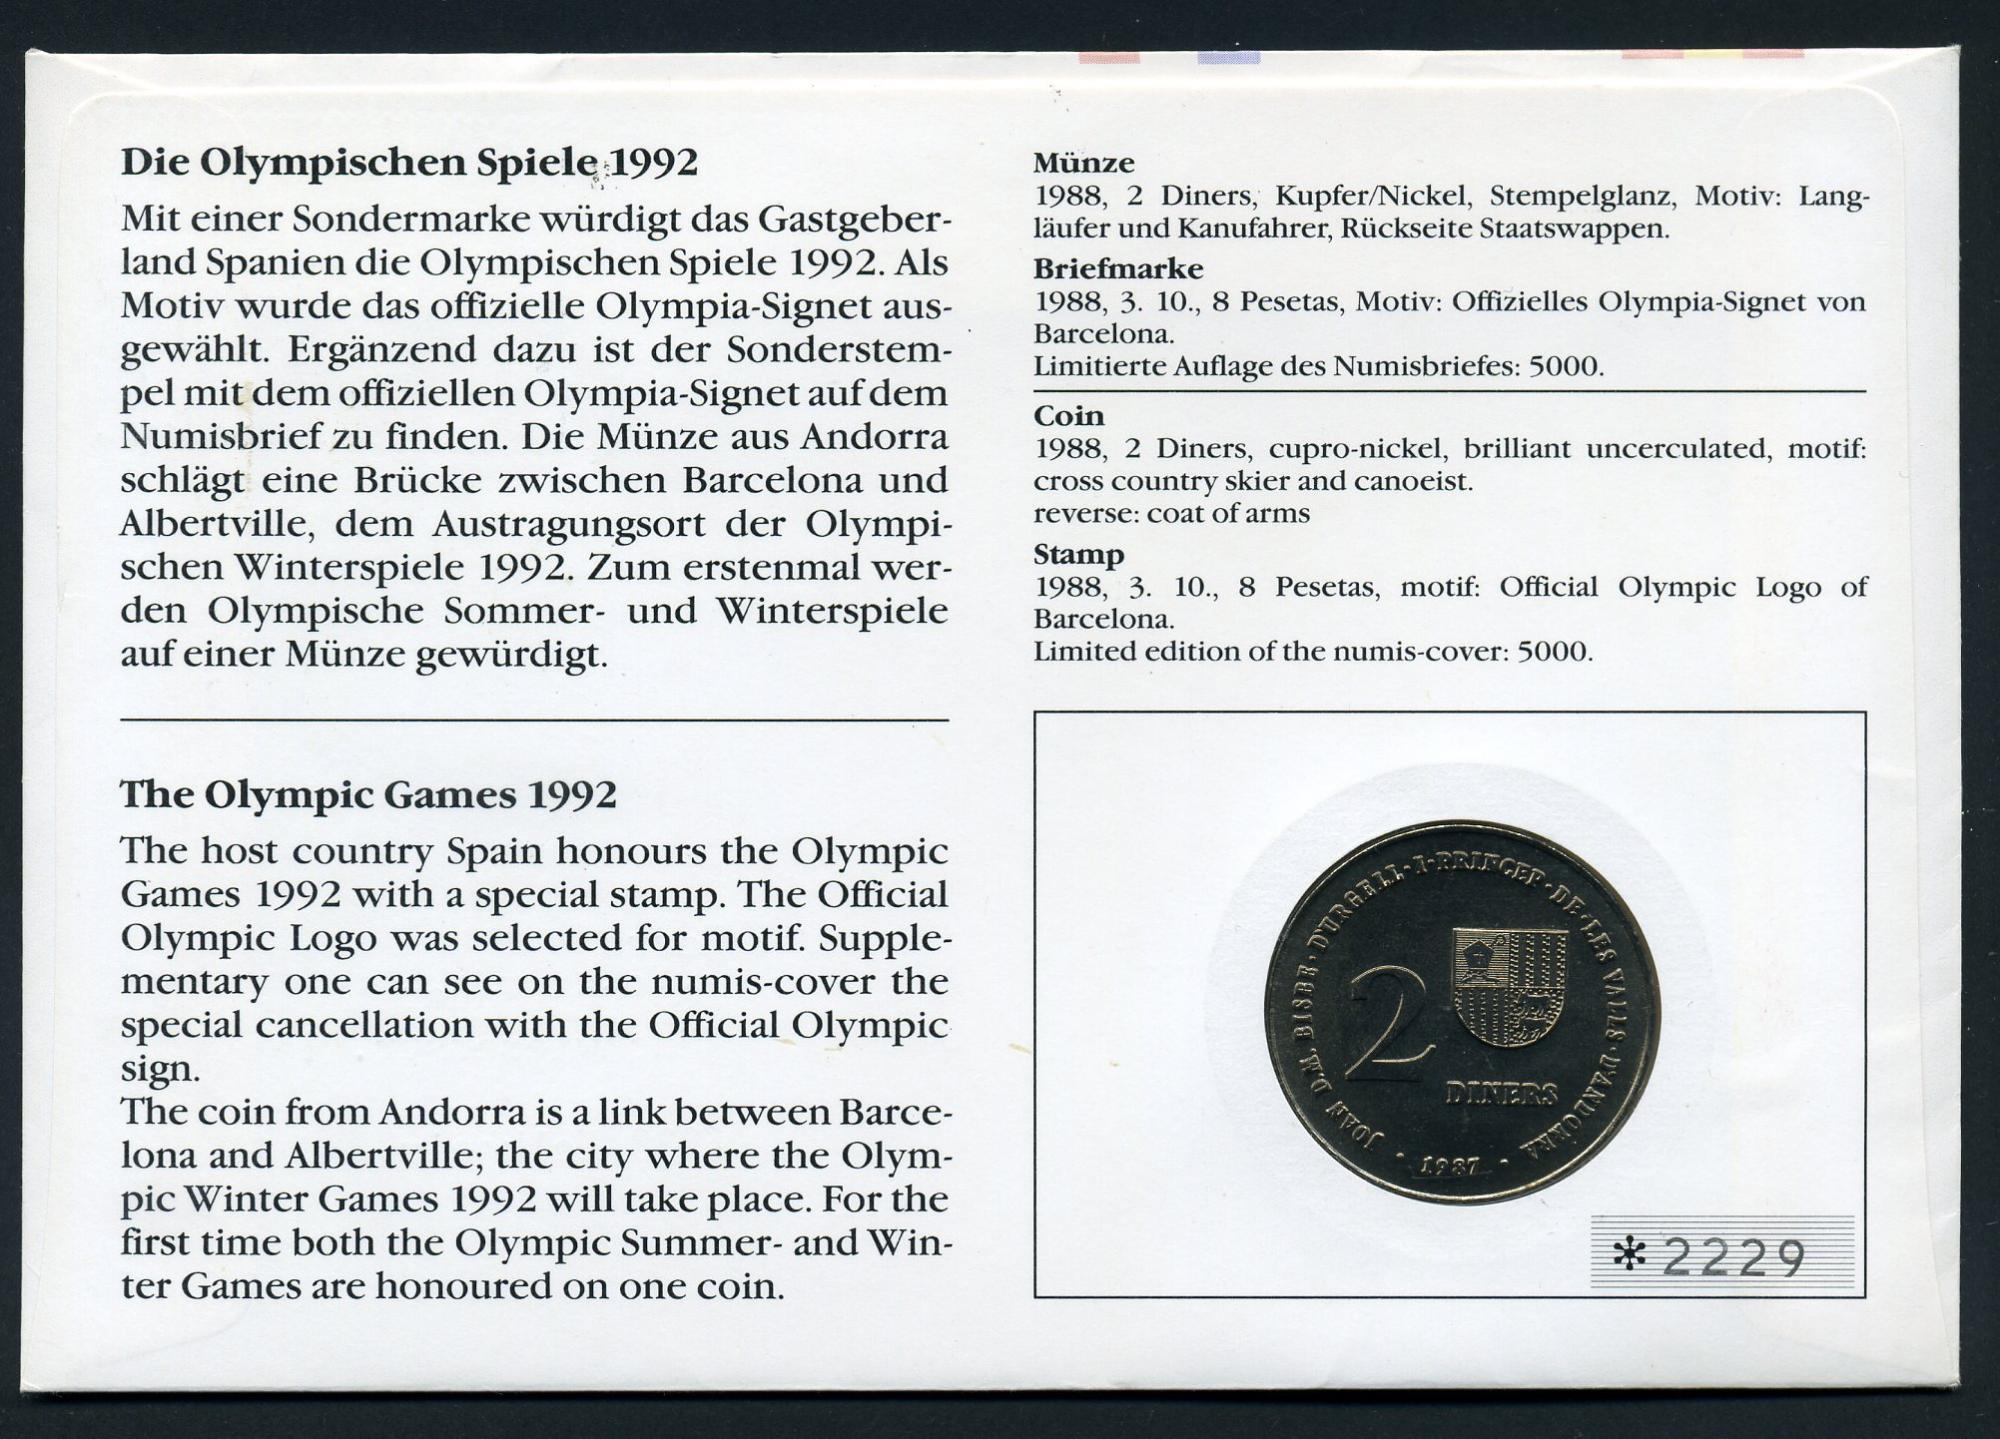 Die Olympischen Spiele 1992
Mit einer Sondermarke würdigt das Gastgeber-
land Spanien die Olympischen Spiele 1992. Als
Motiv wurde das offizielle Olympia-Signet aus-
gewählt. Ergänzend dazu ist der Sonderstem-
pel mit dem offiziellen Olympia-Signet auf dem
Numisbrief zu finden. Die Münze aus Andorra
schlägt eine Brücke zwischen Barcelona und
Albertville, dem Austragungsort der Olympi-
schen Winterspiele 1992. Zum erstenmal wer-
den Olympische Sommer- und Winterspiele
auf einer Münze gewürdigt.
The Olympic Games 1992
The host country Spain honours the Olympic
Games 1992 with a special stamp. The Official
Olympic Logo was selected for motif. Supple-
mentary one can see on the numis-cover the
special cancellation with the Official Olympic
sign.
The coin from Andorra is a link between Barce-
lona and Albertville; the city where the Olym-
pic Winter Games 1992 will take place. For the
first time both the Olympic Summer- and Win-
ter Games are honoured on one coin.
Münze
1988, 2 Diners, Kupfer/Nickel, Stempelglanz, Motiv: Lang-
läufer und Kanufahrer, Rückseite Staatswappen.
Briefmarke
1988, 3. 10., 8 Pesetas, Motiv: Offizielles Olympia-Signet von
Barcelona.
Limitierte Auflage des Numisbriefes: 5000.
Coin
1988, 2 Diners, cupro-nickel, brilliant uncerculated, motif:
cross country skier and canoeist.
reverse: coat of arms
Stamp
1988, 3. 10., 8 Pesetas, motif: Official Olympic Logo of
Barcelona.
Limited edition of the numis-cover: 5000.
JOAN D.M. BISBE·D'URGELL·I·PRINCEP·DE·LES VALLS·D'ANDORRA
2
DINERS
· 1987 ·
*2229